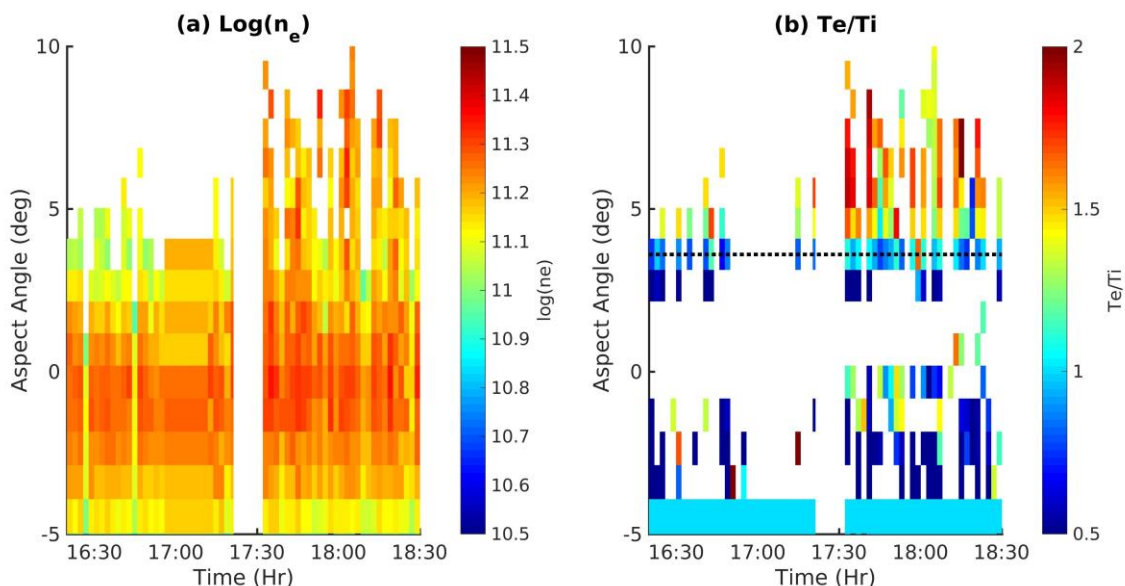 (a) Log(n_e)
10
5
0
-5
Aspect Angle (deg)
16:30 17:00 17:30 18:00 18:30
Time (Hr)
11.5
11.4
11.3
11.2
11.1
11
10.9
10.8
10.7
10.6
10.5
log(ne)
(b) Te/Ti
10
5
0
-5
Aspect Angle (deg)
16:30 17:00 17:30 18:00 18:30
Time (Hr)
2
1.5
1
0.5
Te/Ti